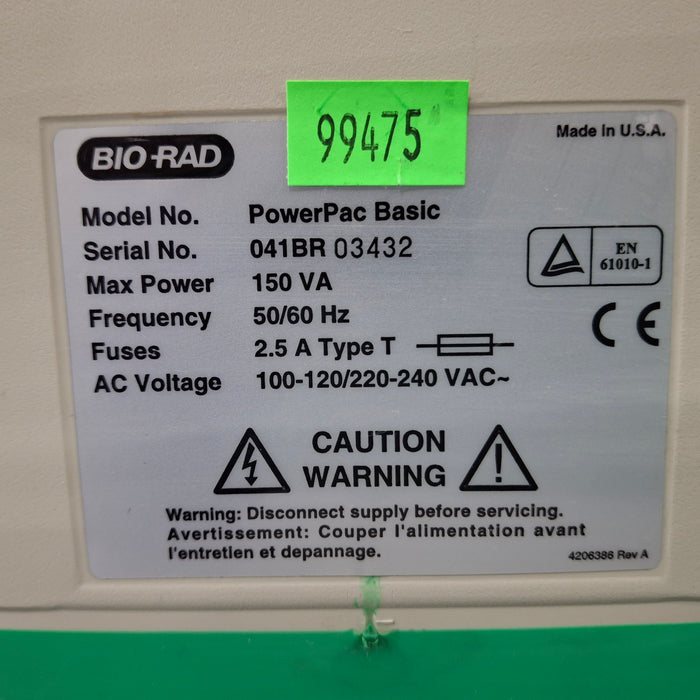 99475
BIO-RAD
Made in U.S.A.
Model No. PowerPac Basic
Serial No. 041BR 03432
Max Power 150 VA
Frequency 50/60 Hz
Fuses 2.5 A Type T
AC Voltage 100-120/220-240 VAC~
EN
61010-1
CE
CAUTION
WARNING
Warning: Disconnect supply before servicing.
Avertissement: Couper l'alimentation avant
l'entretien et depannage.
4206386 Rev A